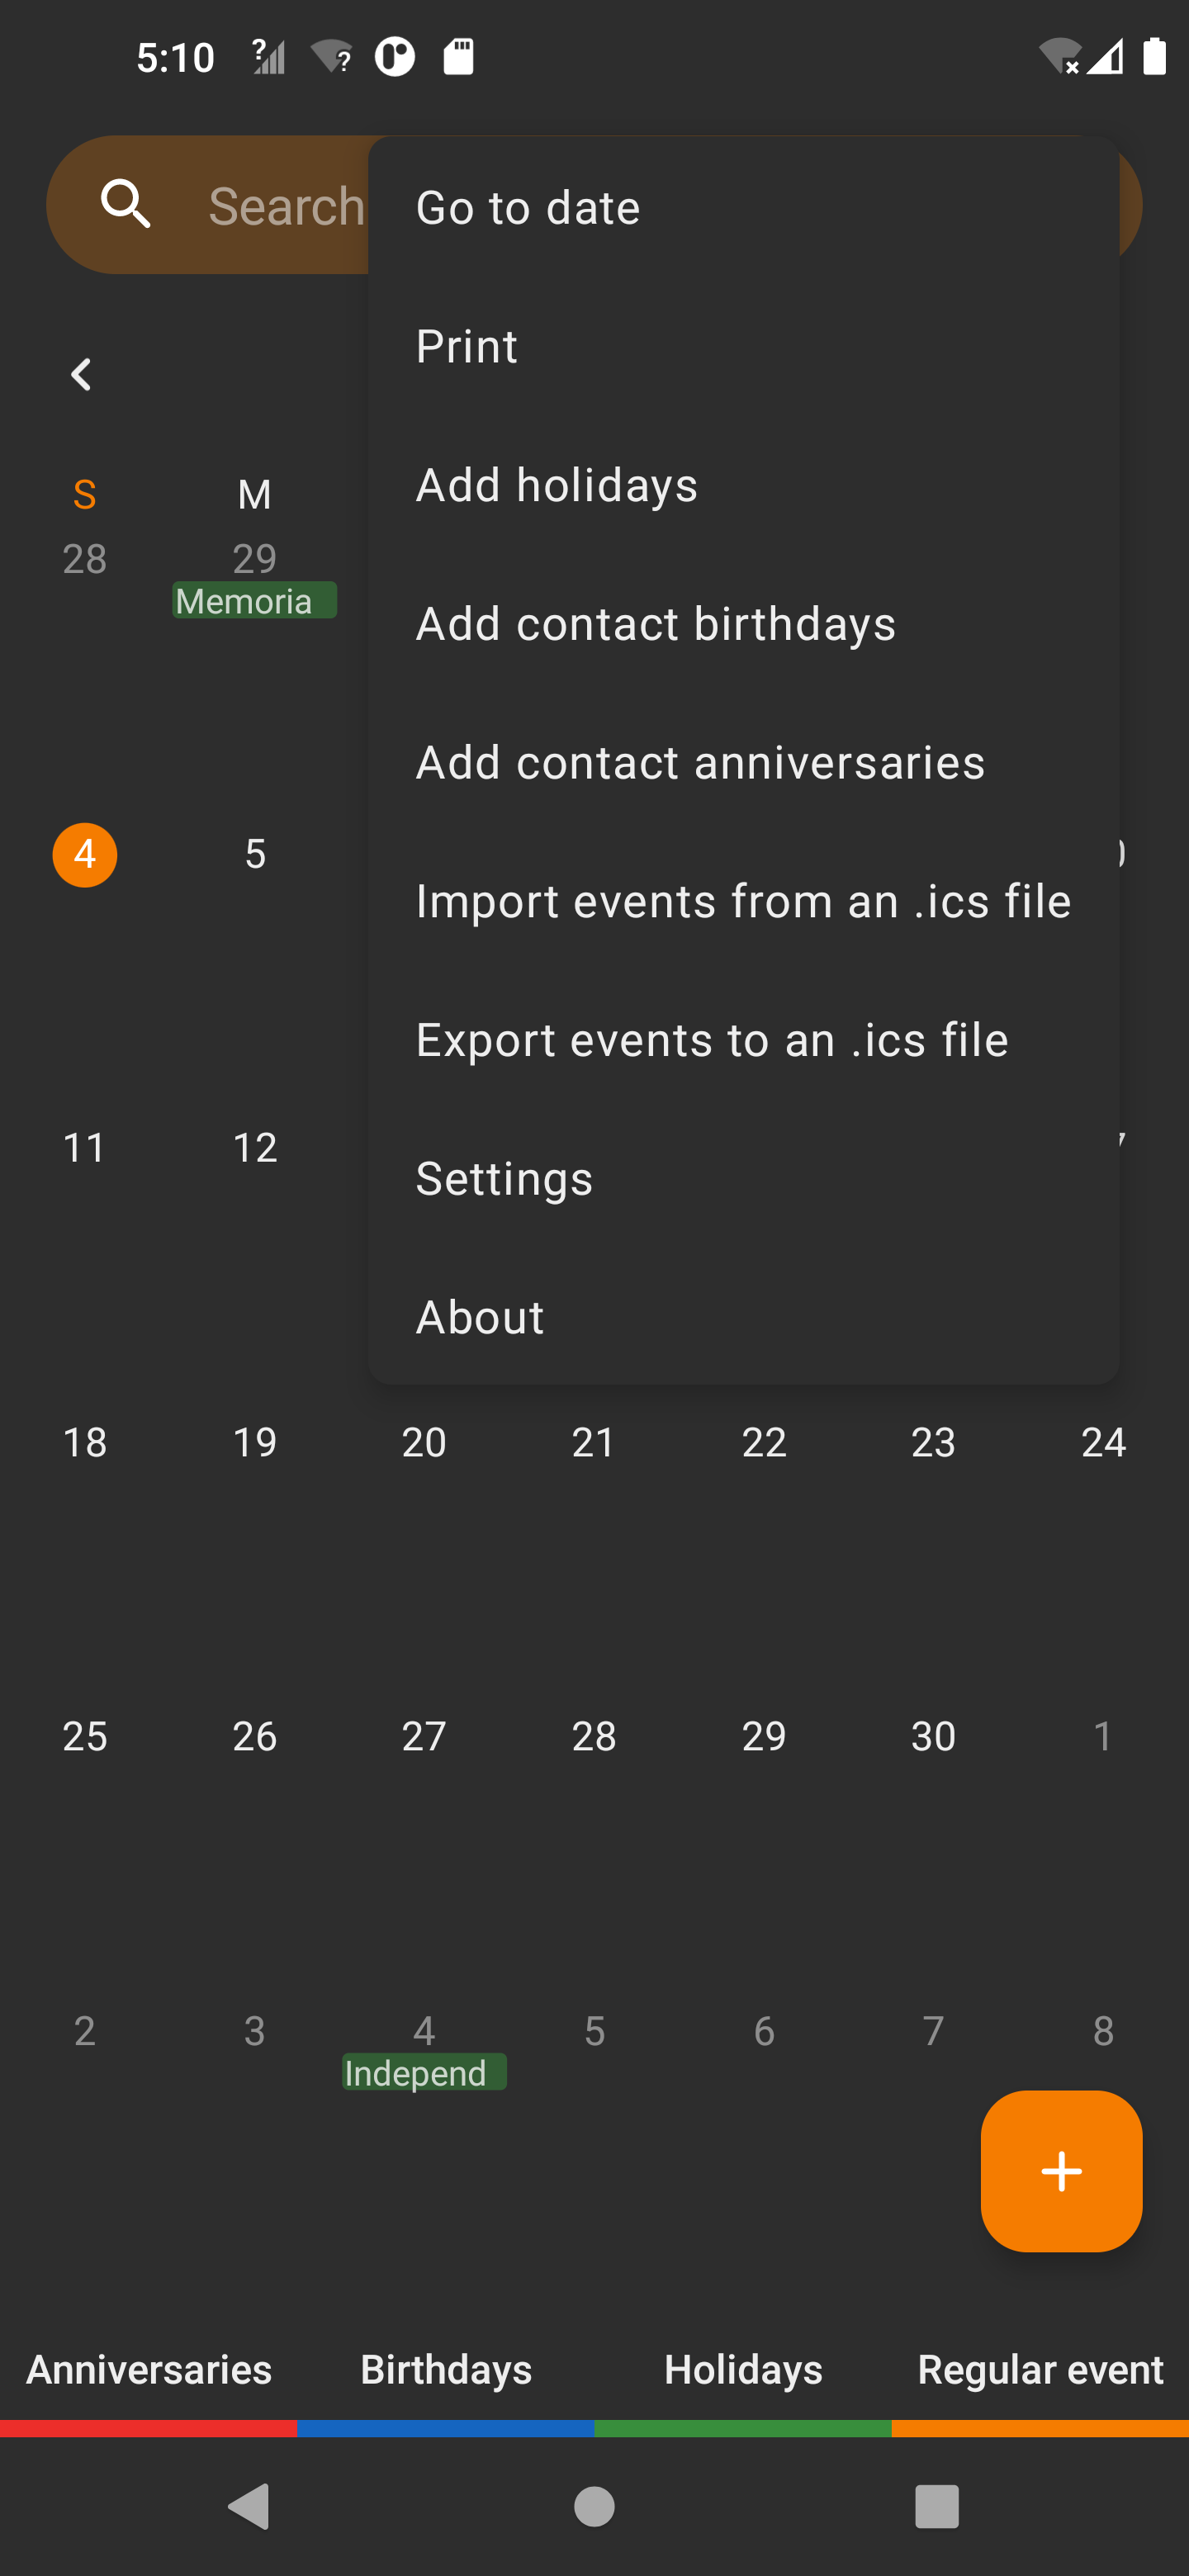 5:10
Search
Go to date
Print
Add holidays
Add contact birthdays
Add contact anniversaries
Import events from an .ics file
Export events to an .ics file
Settings
About
S M
28 29
Memoria
4 5
11 12
18 19 20 21 22 23 24
25 26 27 28 29 30 1
2 3 4 5 6 7 8
Independ
Anniversaries Birthdays Holidays Regular event